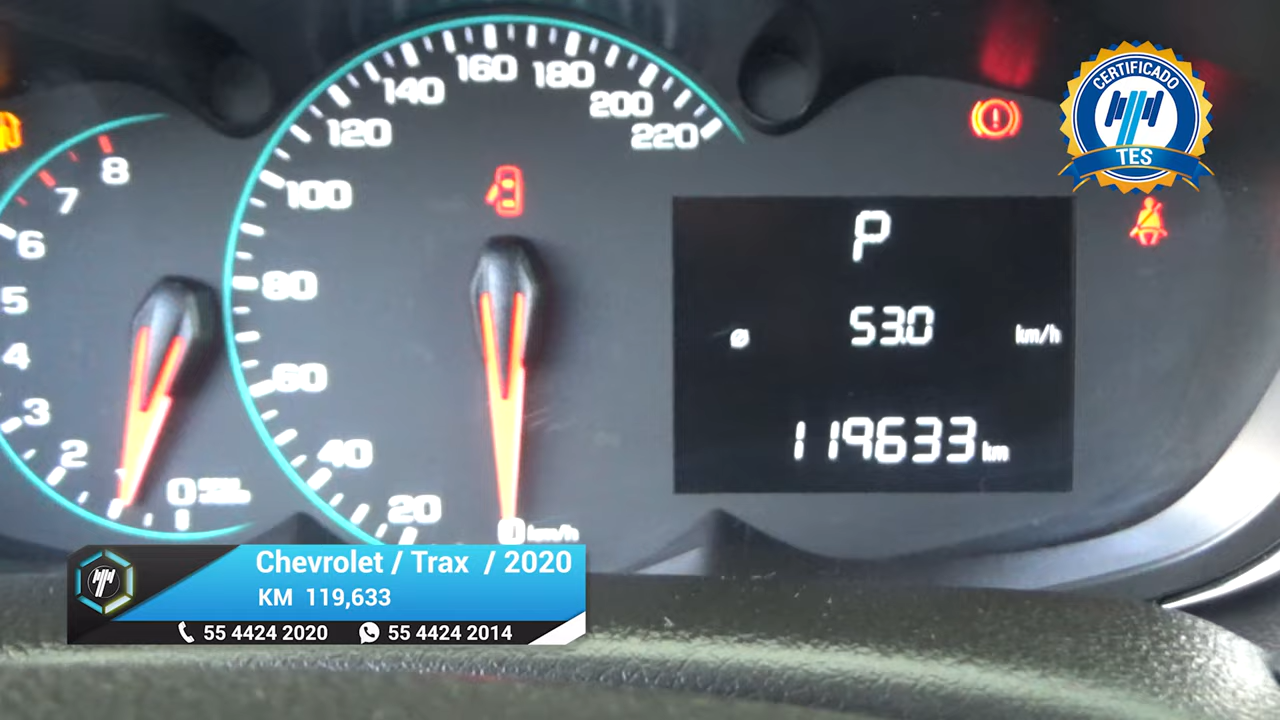 140 160 180
120 200 220
100
80
60
40
20
0 km/h
8
7
6
5
4
3
2
1
0
P
ø 53.0 km/h
119633 km
CERTIFICADO
TES
Chevrolet / Trax / 2020
KM 119,633
55 4424 2020 55 4424 2014